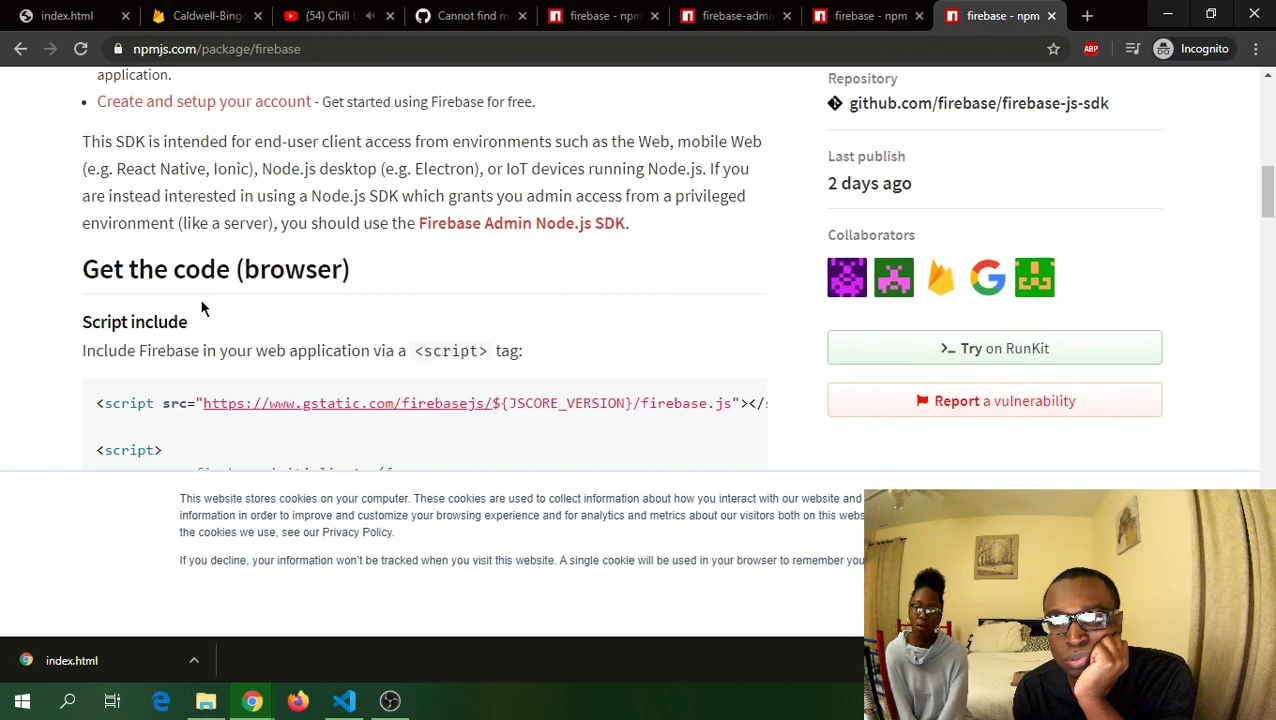 index.html
Caldwell-Bing
(54) Chill L
Cannot find m
firebase - npm
firebase-admi
firebase - npm
firebase - npm
npmjs.com/package/firebase
ABP
Incognito
application.
• Create and setup your account - Get started using Firebase for free.
This SDK is intended for end-user client access from environments such as the Web, mobile Web
(e.g. React Native, Ionic), Node.js desktop (e.g. Electron), or IoT devices running Node.js. If you
are instead interested in using a Node.js SDK which grants you admin access from a privileged
environment (like a server), you should use the Firebase Admin Node.js SDK.
Get the code (browser)
Script include
Include Firebase in your web application via a <script> tag:
<script src="https://www.gstatic.com/firebasejs/${JSCORE_VERSION}/firebase.js"></s
<script>
Repository
github.com/firebase/firebase-js-sdk
Last publish
2 days ago
Collaborators
Try on RunKit
Report a vulnerability
This website stores cookies on your computer. These cookies are used to collect information about how you interact with our website and
information in order to improve and customize your browsing experience and for analytics and metrics about our visitors both on this webs
the cookies we use, see our Privacy Policy.
If you decline, your information won't be tracked when you visit this website. A single cookie will be used in your browser to remember you
index.html